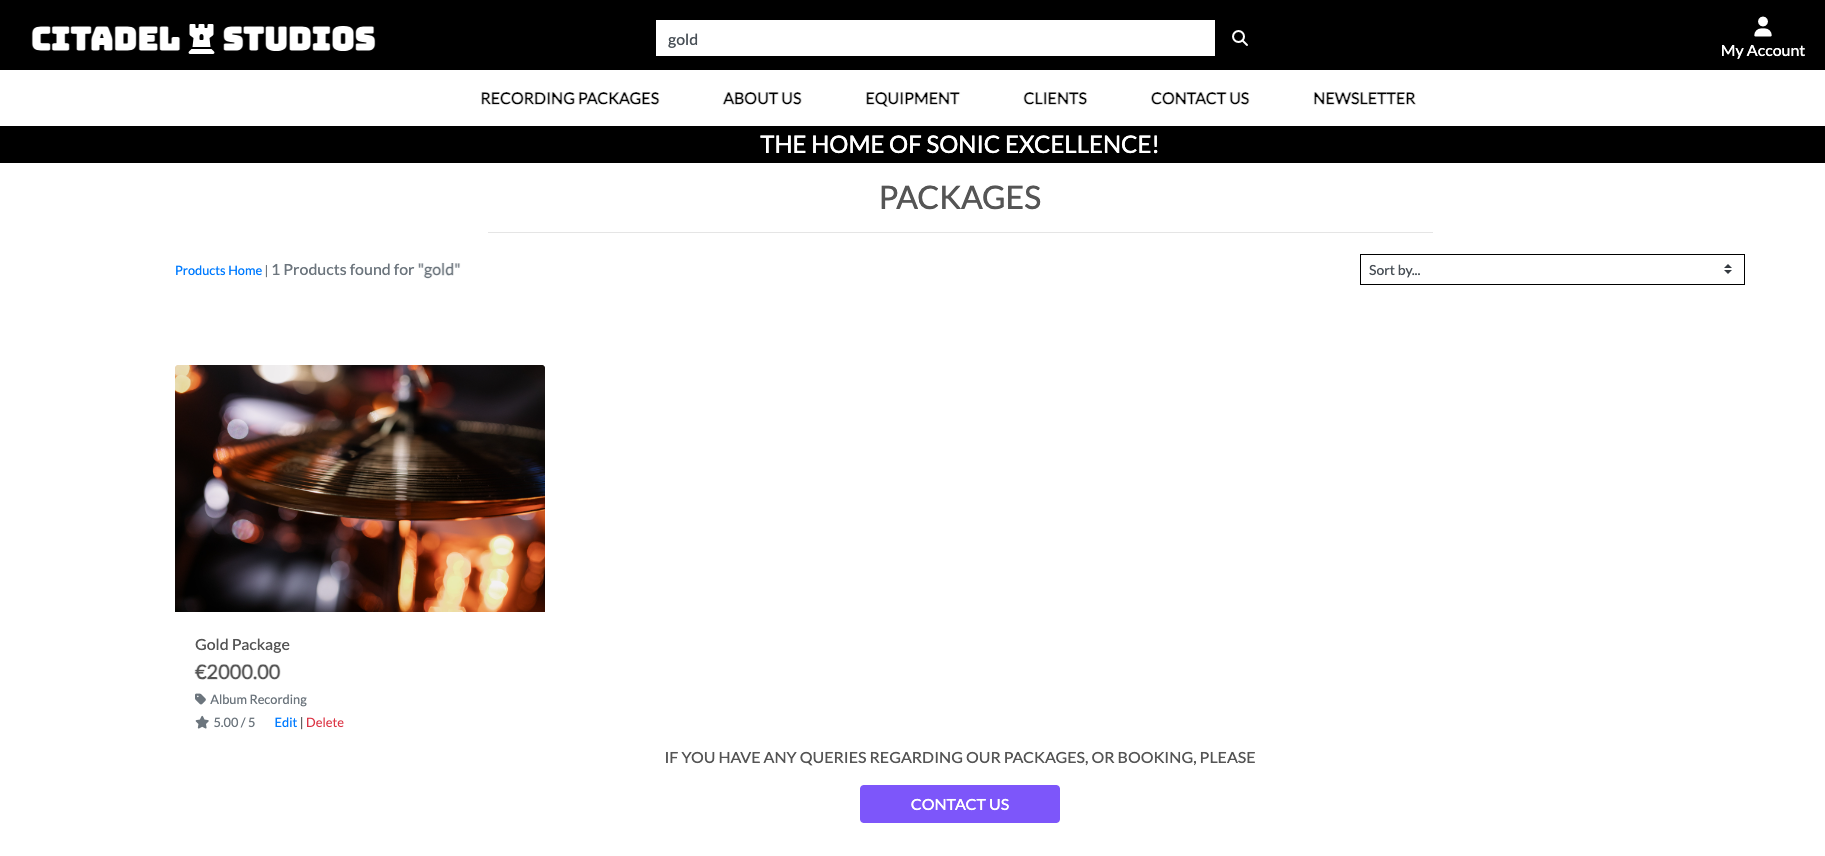 CITADEL STUDIOS
gold
My Account
RECORDING PACKAGES ABOUT US EQUIPMENT CLIENTS CONTACT US NEWSLETTER
THE HOME OF SONIC EXCELLENCE!
PACKAGES
Products Home | 1 Products found for "gold"
Sort by...
Gold Package
€2000.00
Album Recording
5.00 / 5 Edit | Delete
IF YOU HAVE ANY QUERIES REGARDING OUR PACKAGES, OR BOOKING, PLEASE
CONTACT US